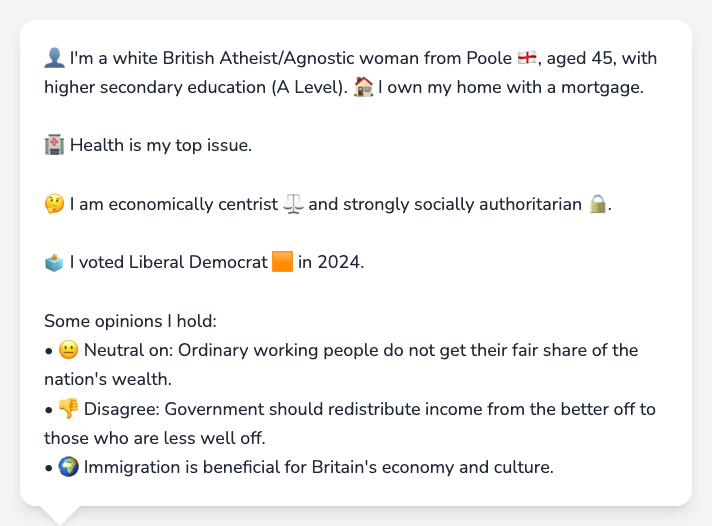 👤 I'm a white British Atheist/Agnostic woman from Poole 🏴󠁧󠁢󠁥󠁮󠁧󠁿, aged 45, with
higher secondary education (A Level). 🏠 I own my home with a mortgage.
🏥 Health is my top issue.
🤔 I am economically centrist ⚖️ and strongly socially authoritarian 🔒.
🗳️ I voted Liberal Democrat 🟧 in 2024.
Some opinions I hold:
• 😐 Neutral on: Ordinary working people do not get their fair share of the
nation's wealth.
• 👎 Disagree: Government should redistribute income from the better off to
those who are less well off.
• 🌍 Immigration is beneficial for Britain's economy and culture.